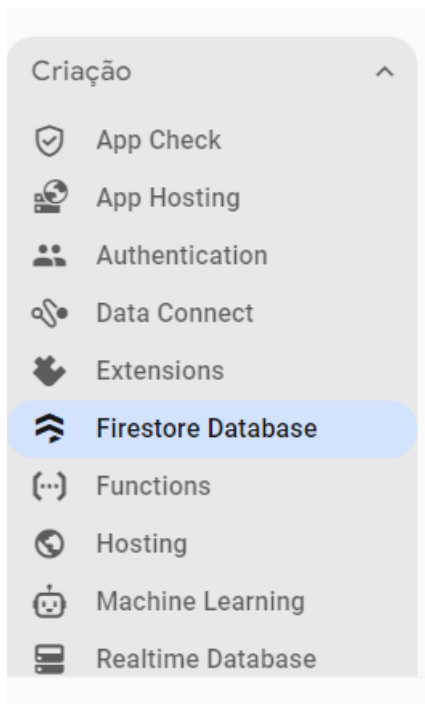 Criação
App Check
App Hosting
Authentication
Data Connect
Extensions
Firestore Database
Functions
Hosting
Machine Learning
Realtime Database